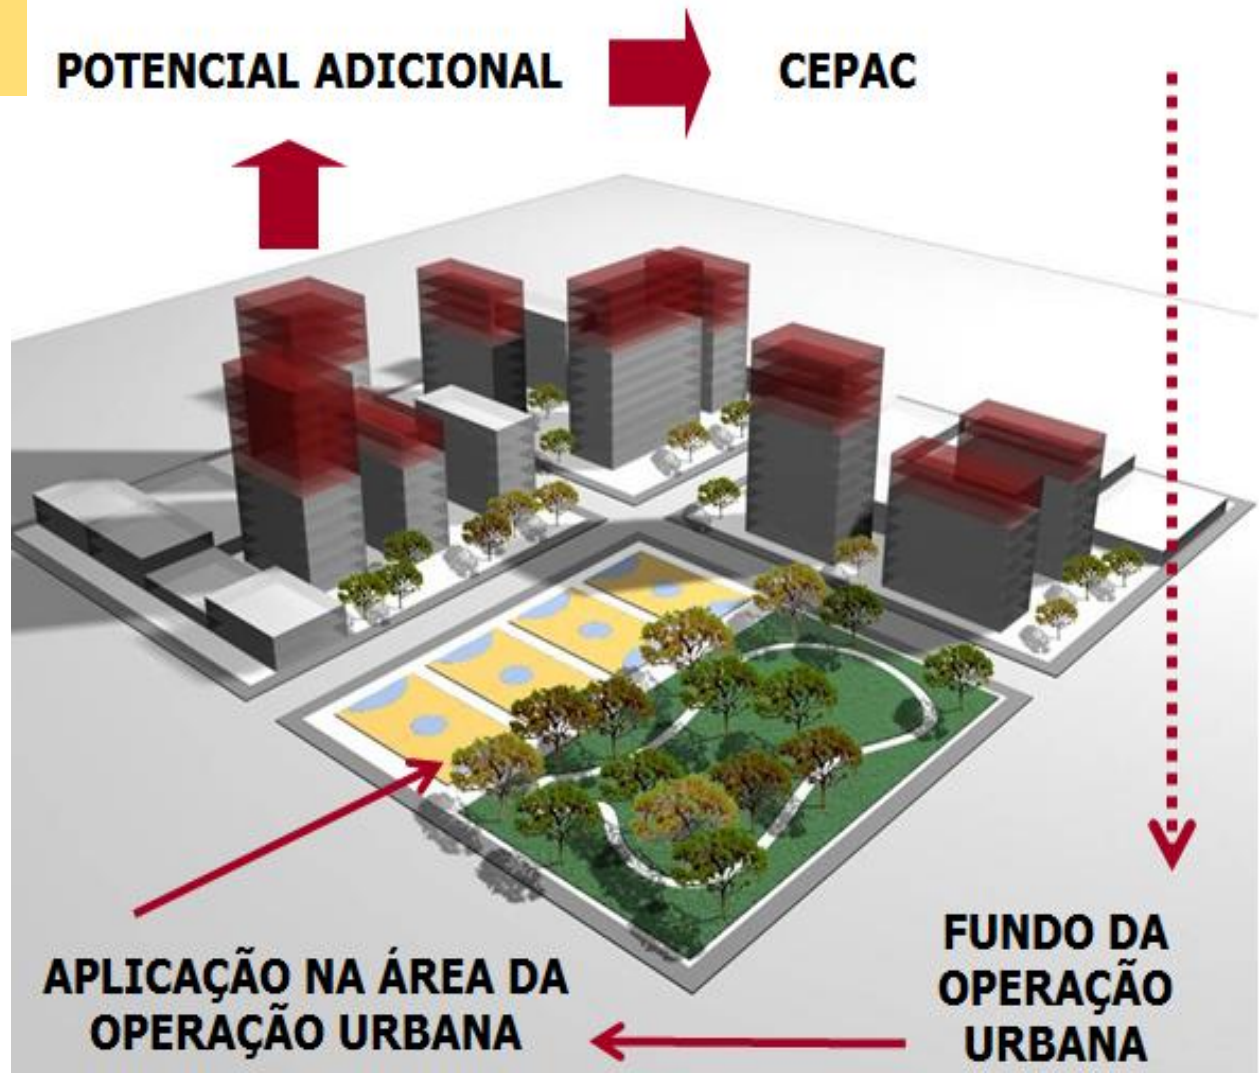 POTENCIAL ADICIONAL
CEPAC
FUNDO DA
OPERAÇÃO
URBANA
APLICAÇÃO NA ÁREA DA
OPERAÇÃO URBANA